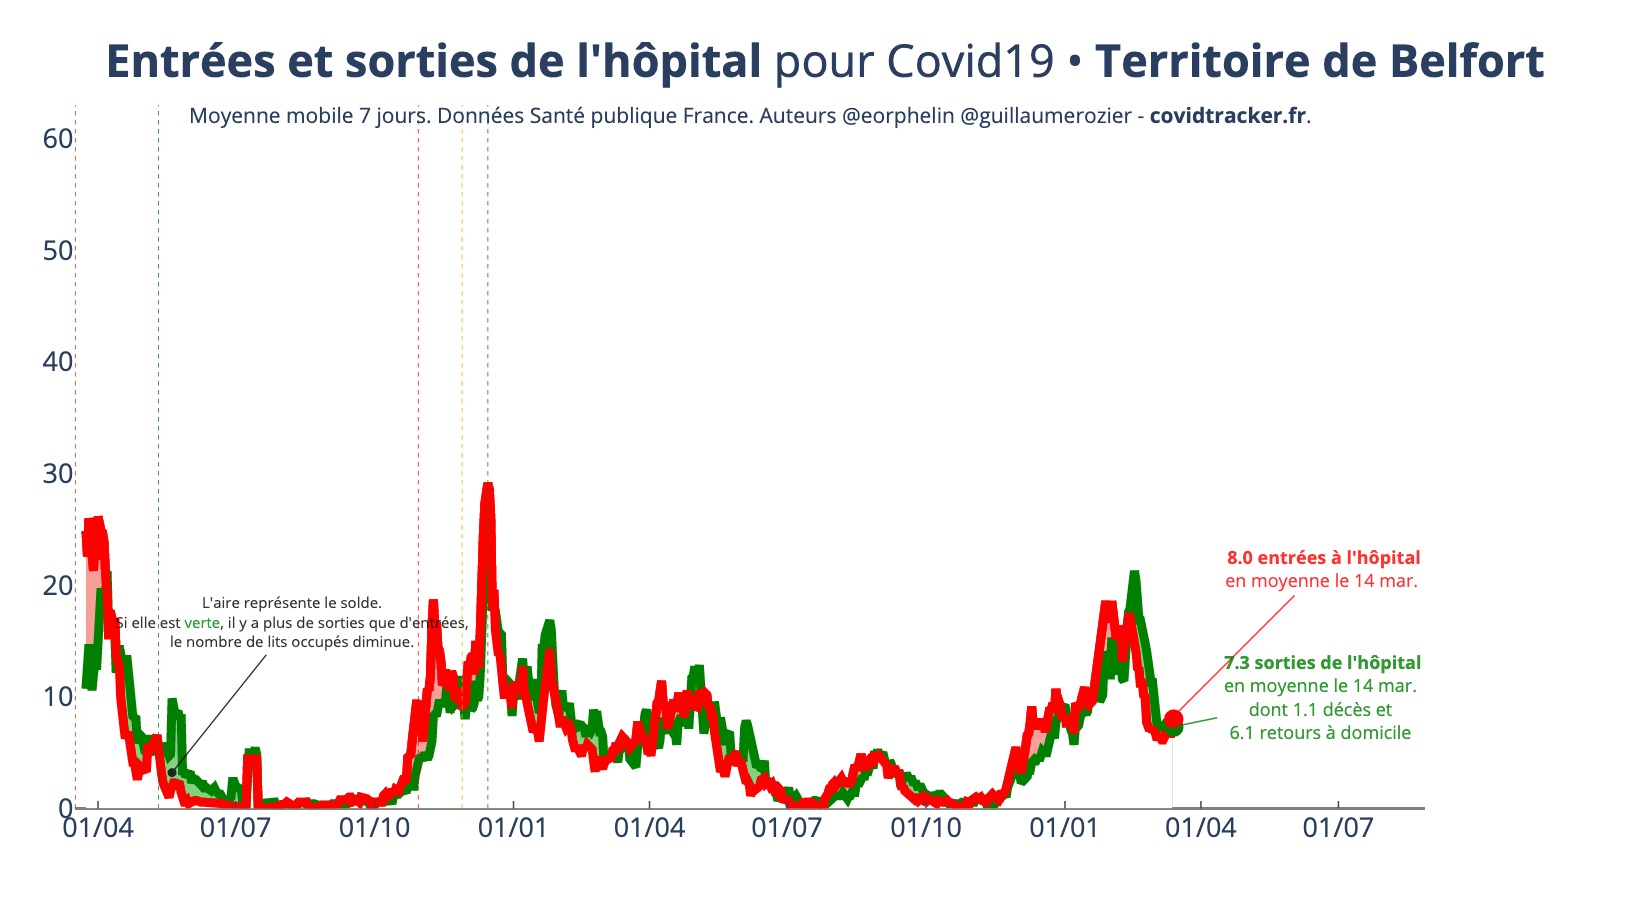 Entrées et sorties de l'hôpital pour Covid19 • Territoire de Belfort
Moyenne mobile 7 jours. Données Santé publique France. Auteurs @eorphelin @guillaumerozier - covidtracker.fr.
60
50
40
30
20
10
0
L'aire représente le solde.
Si elle est verte, il y a plus de sorties que d'entrées,
le nombre de lits occupés diminue.
8.0 entrées à l'hôpital
en moyenne le 14 mar.
7.3 sorties de l'hôpital
en moyenne le 14 mar.
dont 1.1 décès et
6.1 retours à domicile
01/04 01/07 01/10 01/01 01/04 01/07 01/10 01/01 01/04 01/07